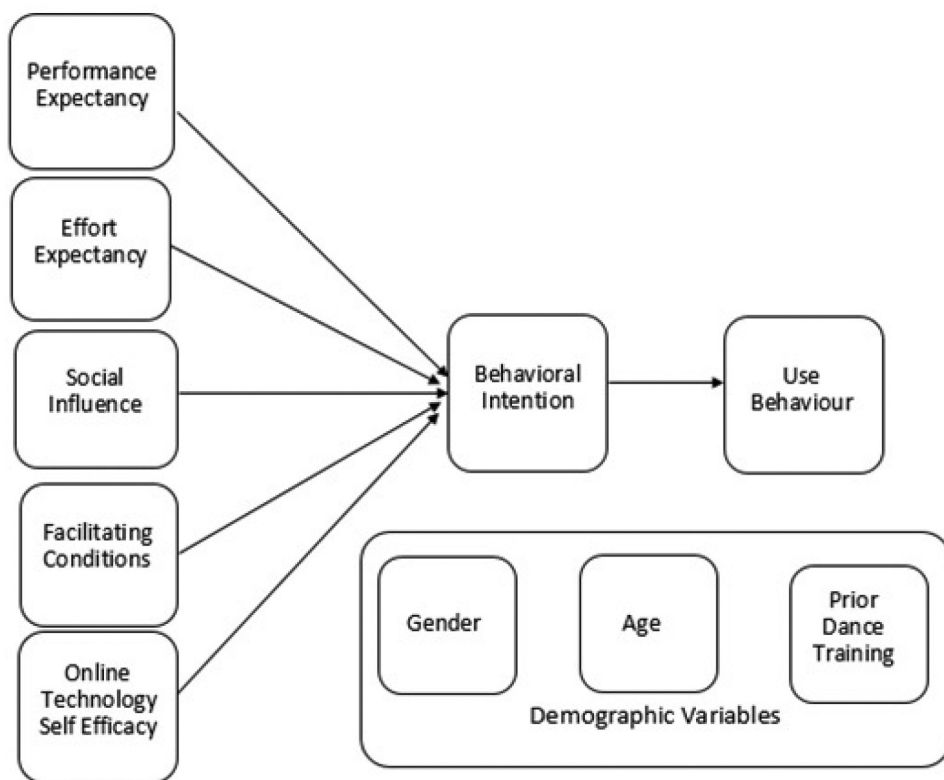 Performance
Expectancy
Effort
Expectancy
Social
Influence
Facilitating
Conditions
Online
Technology
Self Efficacy
Behavioral
Intention
Use
Behaviour
Gender
Age
Prior
Dance
Training
Demographic Variables